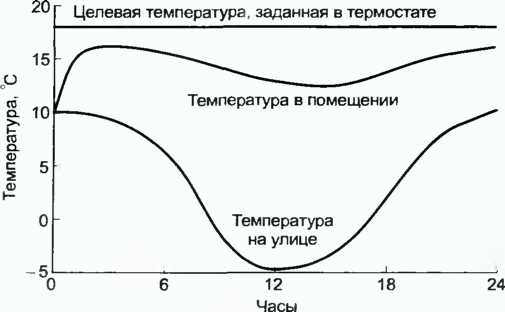 20
Целевая температура, заданная в термостате
15
Температура в помещении
10
5
Температура
на улице
0
−5
Температура, °С
0
6
12
18
24
Часы